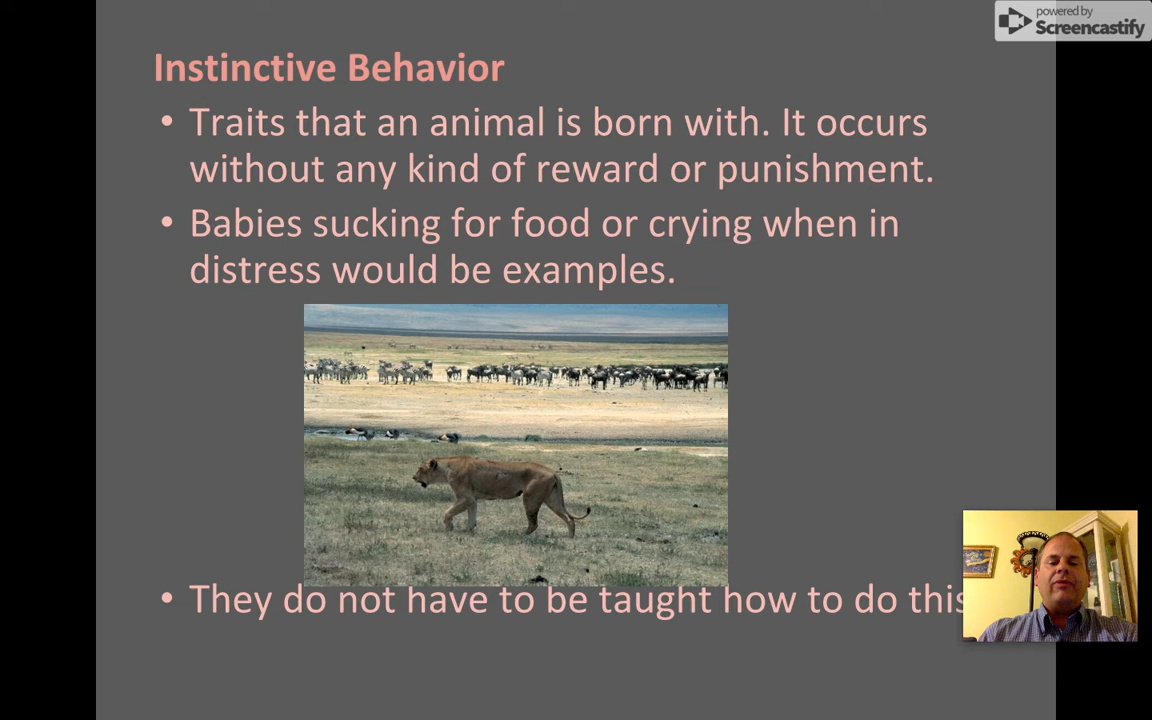 powered by
Screencastify
Instinctive Behavior
• Traits that an animal is born with. It occurs
without any kind of reward or punishment.
• Babies sucking for food or crying when in
distress would be examples.
• They do not have to be taught how to do this